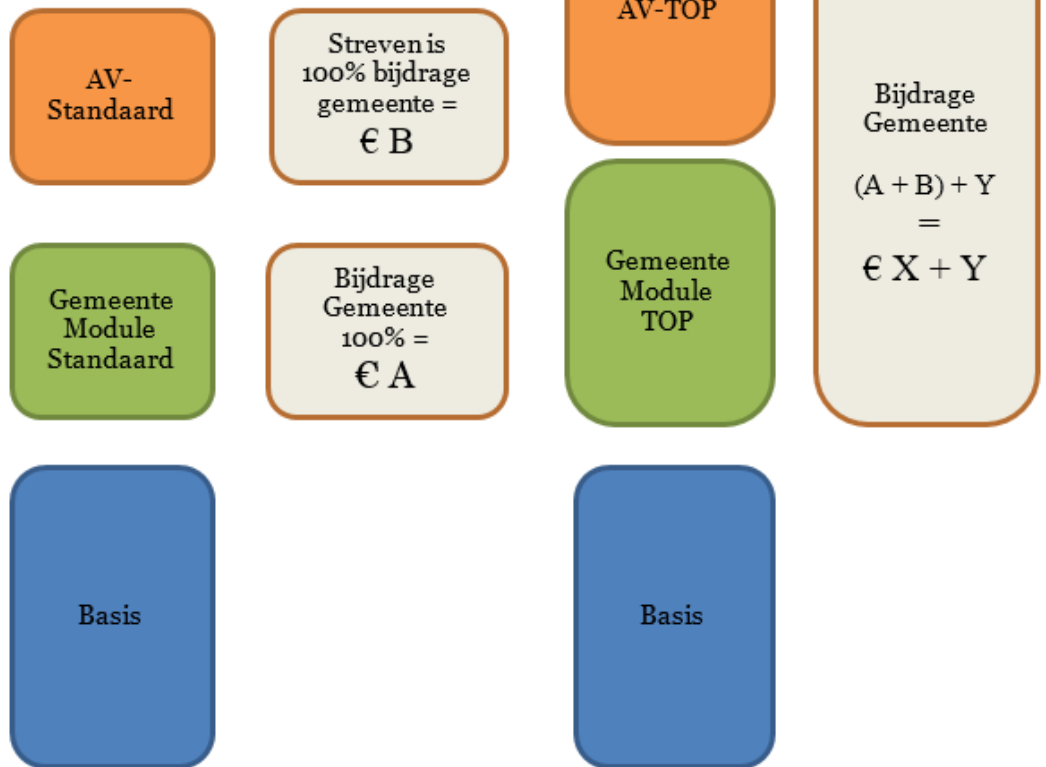 AV-
Standaard
Streven is
100% bijdrage
gemeente =
€ B
AV-TOP
Bijdrage
Gemeente
(A + B) + Y
=
€ X + Y
Gemeente
Module
Standaard
Bijdrage
Gemeente
100% =
€ A
Gemeente
Module
TOP
Basis
Basis